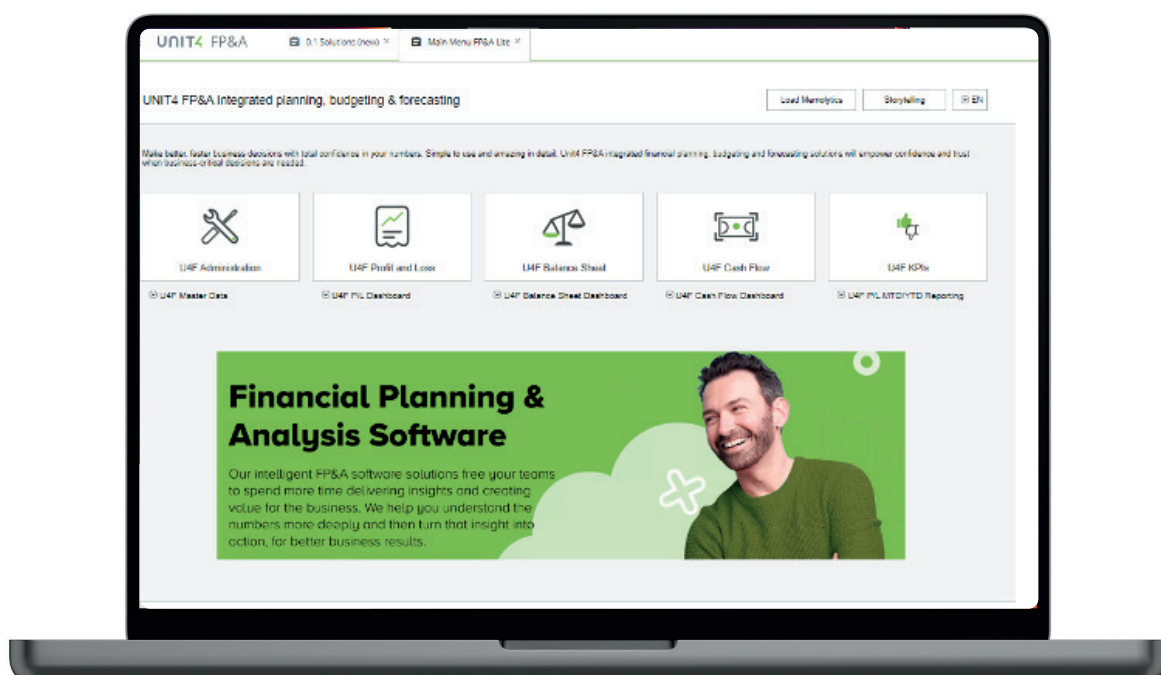 UNIT4 FP&A
0.1 Solutions (new) ×
Main Menu FP&A Lite ×
UNIT4 FP&A Integrated planning, budgeting & forecasting
Load Memolytics
Storytelling
EN
Make better, faster business decisions with total confidence in your numbers. Simple to use and amazing in detail. Unit4 FP&A integrated financial planning, budgeting and forecasting solutions will empower confidence and trust
when business-critical decisions are needed.
U4F Administration
U4F Profit and Loss
U4F Balance Sheet
U4F Cash Flow
U4F KPIs
U4F Master Data
U4F P/L Dashboard
U4F Balance Sheet Dashboard
U4F Cash Flow Dashboard
U4F P/L MTD/YTD Reporting
Financial Planning &
Analysis Software
Our intelligent FP&A software solutions free your teams
to spend more time delivering insights and creating
value for the business. We help you understand the
numbers more deeply and then turn that insight into
action, for better business results.